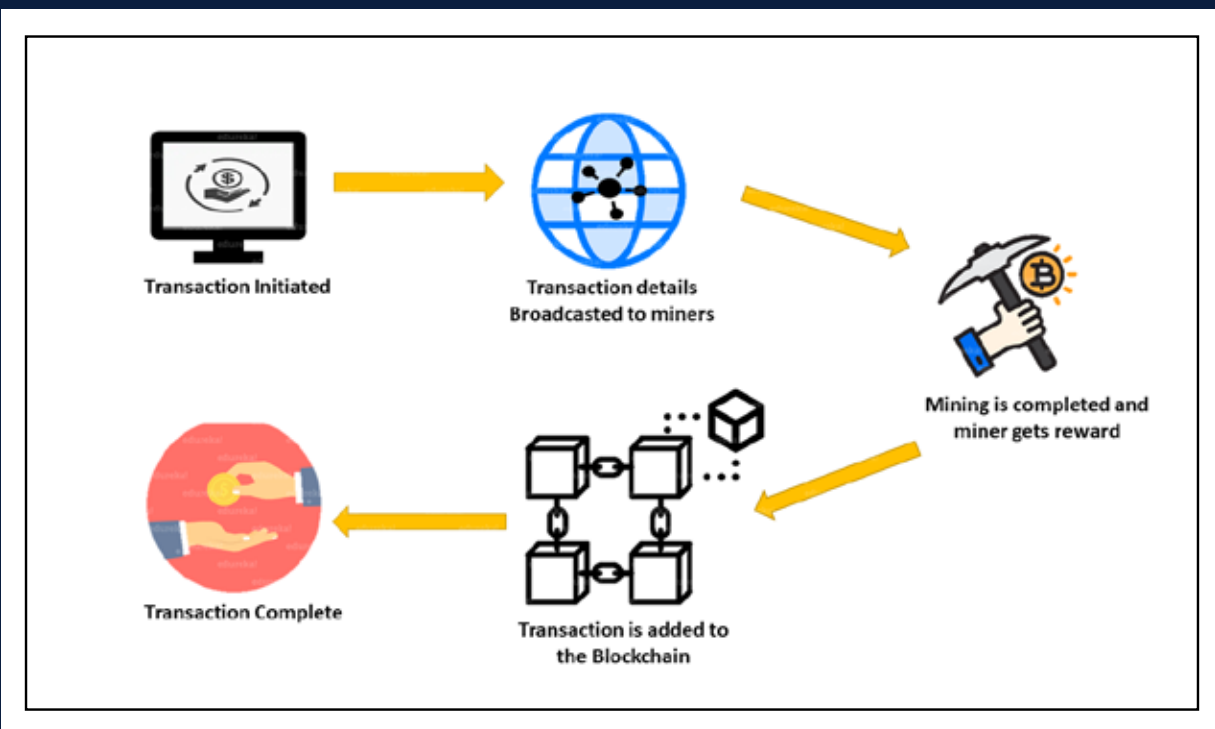 Transaction Initiated
Transaction details
Broadcasted to miners
Mining is completed and
miner gets reward
Transaction is added to
the Blockchain
Transaction Complete